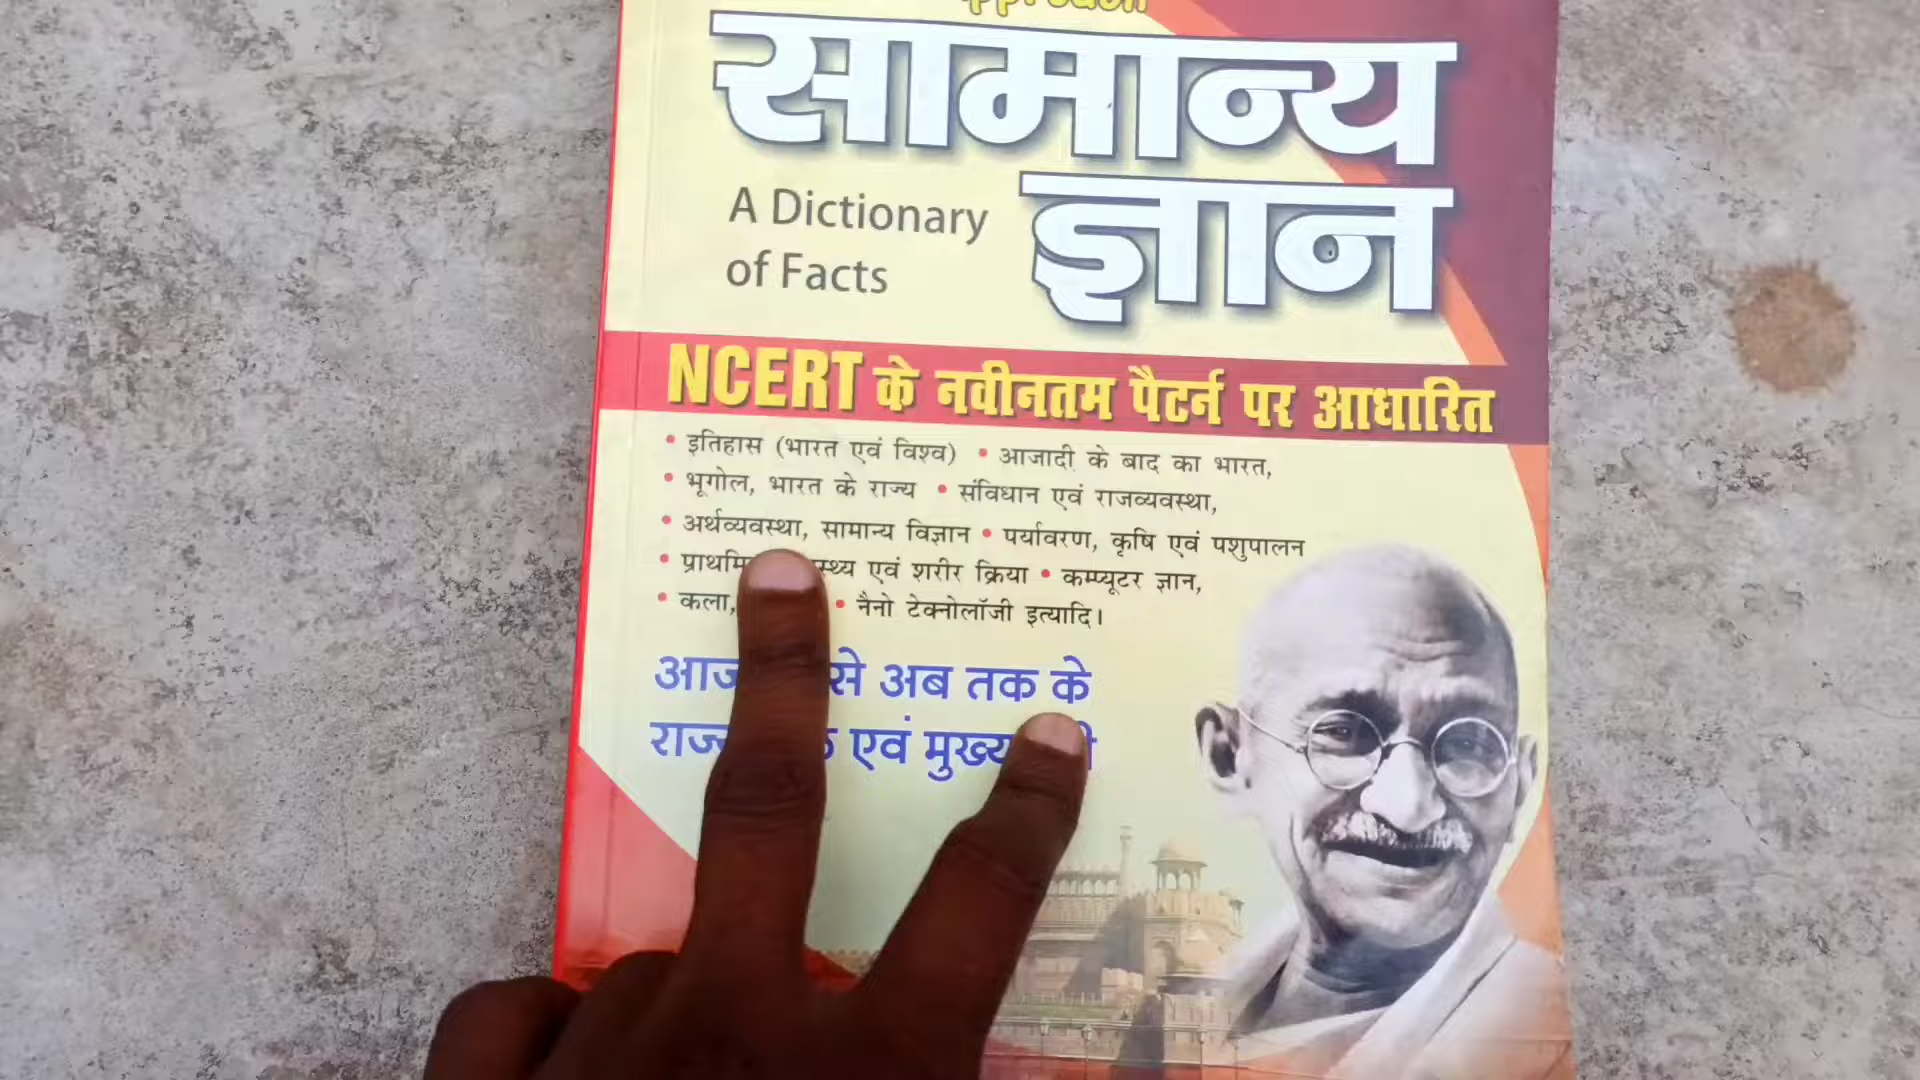 सामान्य
ज्ञान
A Dictionary
of Facts
NCERT के नवीनतम पैटर्न पर आधारित
• इतिहास (भारत एवं विश्व) • आजादी के बाद का भारत,
• भूगोल, भारत के राज्य • संविधान एवं राजव्यवस्था,
• अर्थव्यवस्था, सामान्य विज्ञान • पर्यावरण, कृषि एवं पशुपालन
• एवं शरीर क्रिया • कम्प्यूटर ज्ञान,
• कला, • नैनो टेक्नोलॉजी इत्यादि।
से अब तक के
एवं